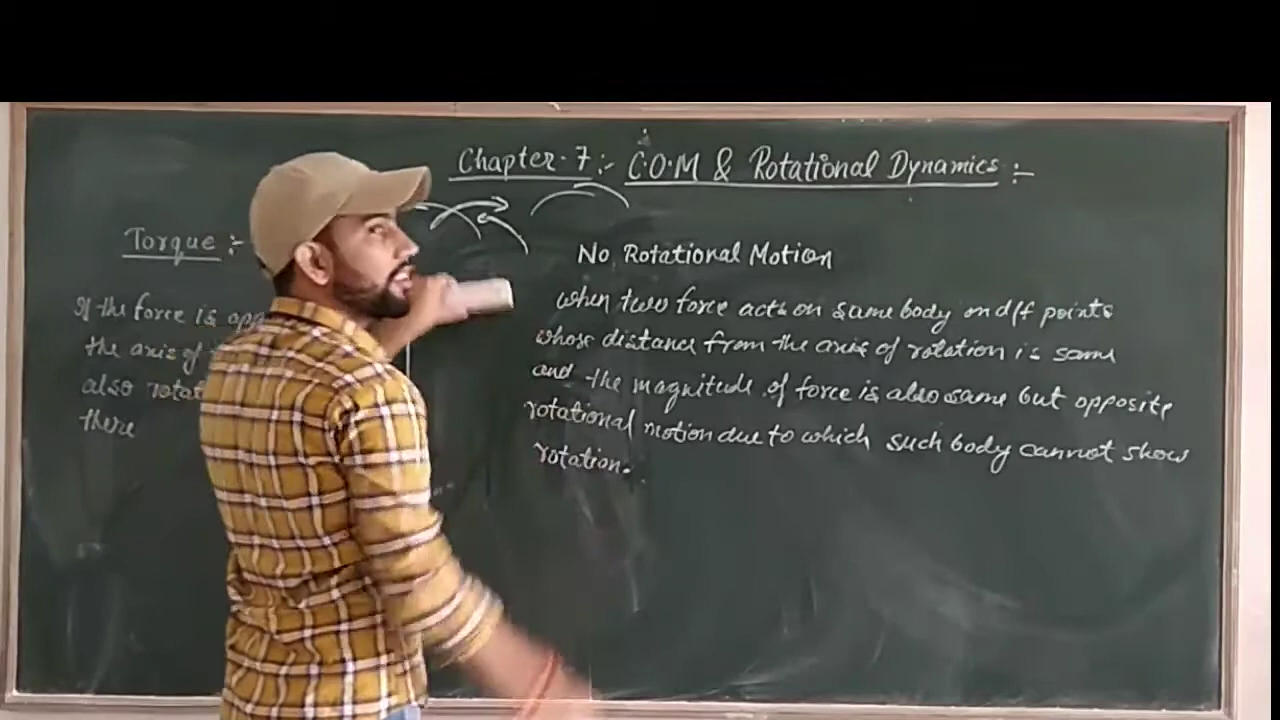 Chapter-7:- C.O.M & Rotational Dynamics:-
Torque:-
If the force is
the axis of
also
there
No Rotational Motion
when two force act on same body on dff points
whose distance from the axis of rotation is same
and the magnitude of force is also same but opposite
rotational motion due to which such body cannot show
rotation.